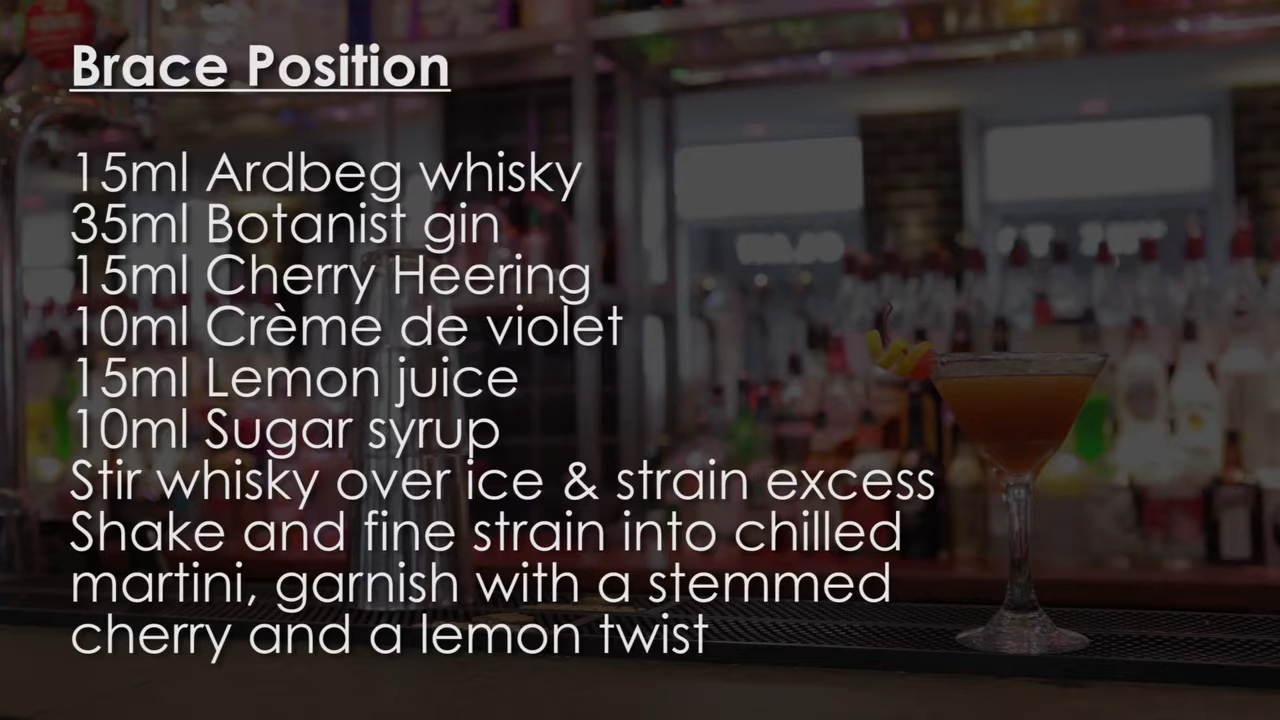 Brace Position
15ml Ardbeg whisky
35ml Botanist gin
15ml Cherry Heering
10ml Crème de violet
15ml Lemon juice
10ml Sugar syrup
Stir whisky over ice & strain excess
Shake and fine strain into chilled
martini, garnish with a stemmed
cherry and a lemon twist